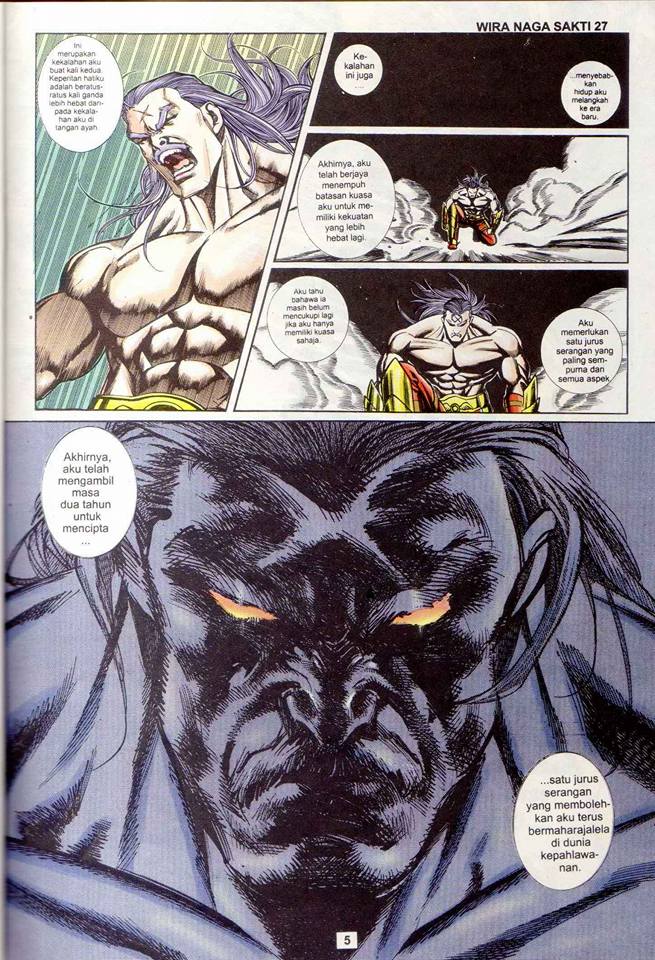 WIRA NAGA SAKTI 27
Ini
merupakan
kekalahan aku
buat kali kedua.
Keperitan hatiku
adalah beratus-
ratus kali ganda
lebih hebat dari-
pada kekala-
han aku di
tangan ayah.
Ke-
kalahan
ini juga
...
...menyebab-
kan
hidup aku
melangkah
ke era
baru.
Akhirnya, aku
telah berjaya
menempuh
batasan kuasa
aku untuk me-
miliki kekuatan
yang lebih
hebat lagi.
Aku tahu
bahawa ia
masih belum
mencukupi lagi
jika aku hanya
memiliki kuasa
sahaja.
Aku
memerlukan
satu jurus
serangan yang
paling sem-
purna dari
semua aspek.
Akhirnya,
aku telah
mengambil
masa
dua tahun
untuk
mencipta
...
...satu jurus
serangan
yang memboleh-
kan aku terus
bermaharajalela
di dunia
kepahlawa-
nan.
5